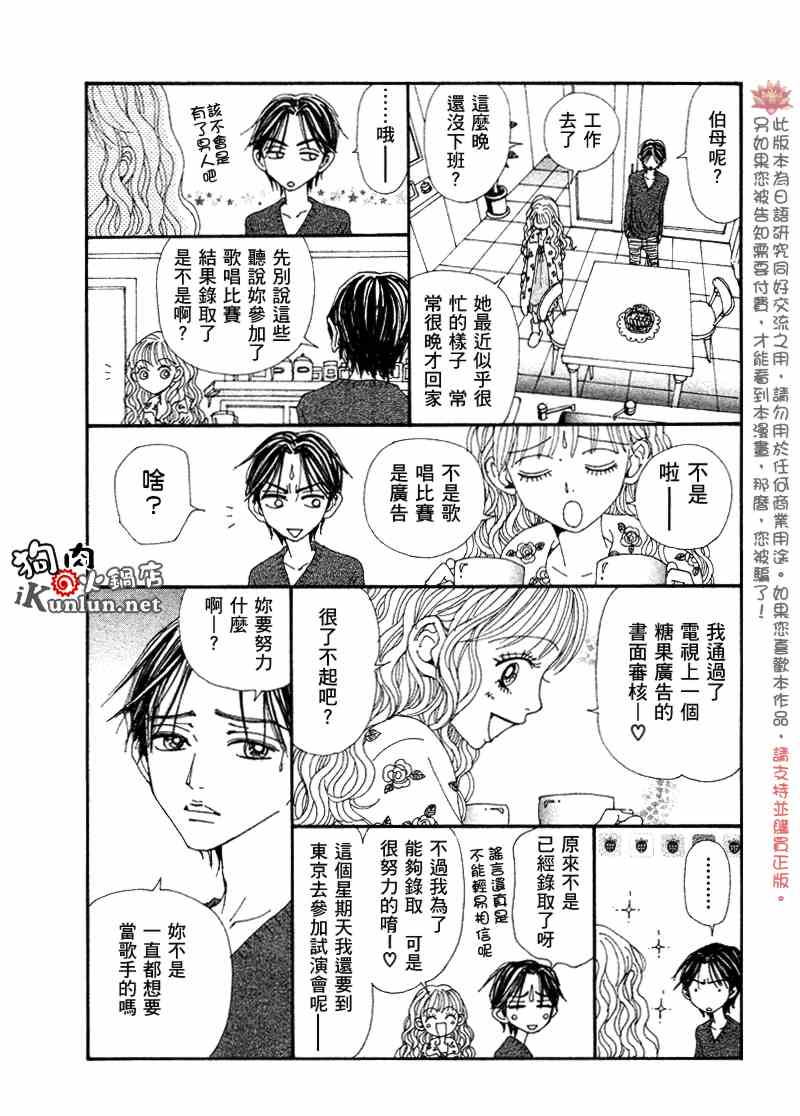 伯母呢?
工作
去了
這麼晚
還沒下班?
她最近似乎很
忙的樣子 常
常很晚才回家
……哦——
該不會是
有了男人吧
先別說這些
聽說妳參加了
歌唱比賽
結果錄取了
是不是啊?
不是
啦——
不是歌
唱比賽
是廣告
啥?
我通過了
電視上一個
糖果廣告的
書面審核—♡
很了不起吧?
妳要努力
什麼
啊—?
妳不是
一直都想要
當歌手的嗎
………
原來不是
已經錄取了呀
謠言還真是
不能輕易相信呢
不過我為了
能夠錄取 可是
很努力的唷—♡
這個星期天我還要到
東京去參加試演會呢——
狗肉
火鍋店
iKunlun.net
此版本為日語研究同好交流之用,請勿用於任何商業用途。如果您喜歡本作品,請支持並購買正版。
另如果您被告知需要付費,才能看到本漫畫,那麼,您被騙了!